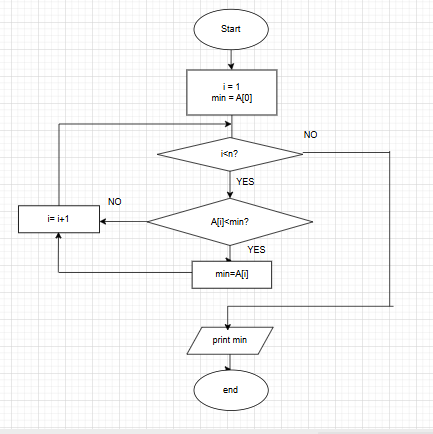 Start
i = 1
min = A[0]
NO
i<n?
YES
NO
A[i]<min?
i= i+1
YES
min=A[i]
print min
end